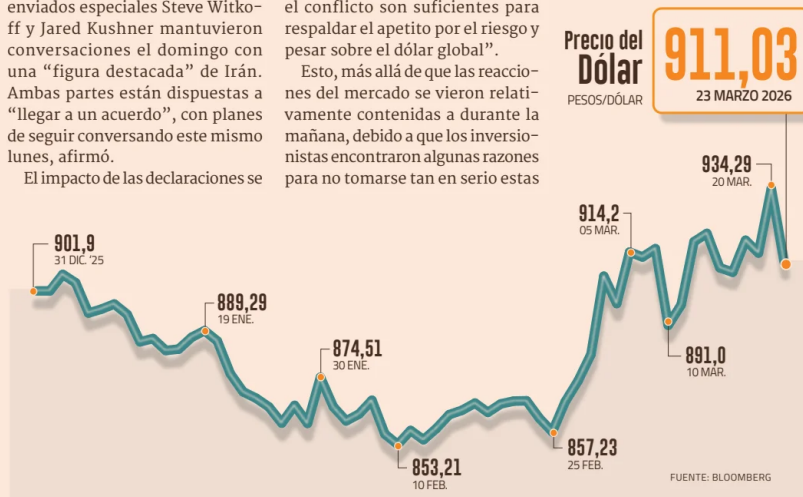 enviados especiales Steve Witko-
ff y Jared Kushner mantuvieron
conversaciones el domingo con
una “figura destacada” de Irán.
Ambas partes están dispuestas a
“llegar a un acuerdo”, con planes
de seguir conversando este mismo
lunes, afirmó.
El impacto de las declaraciones se
el conflicto son suficientes para
respaldar el apetito por el riesgo y
pesar sobre el dólar global”.
Esto, más allá de que las reaccio-
nes del mercado se vieron relati-
vamente contenidas a durante la
mañana, debido a que los inversio-
nistas encontraron algunas razones
para no tomarse tan en serio estas
Precio del
Dólar
PESOS/DÓLAR
911,03
23 MARZO 2026
901,9
31 DIC. ’25
889,29
19 ENE.
874,51
30 ENE.
853,21
10 FEB.
857,23
25 FEB.
914,2
05 MAR.
891,0
10 MAR.
934,29
20 MAR.
FUENTE: BLOOMBERG